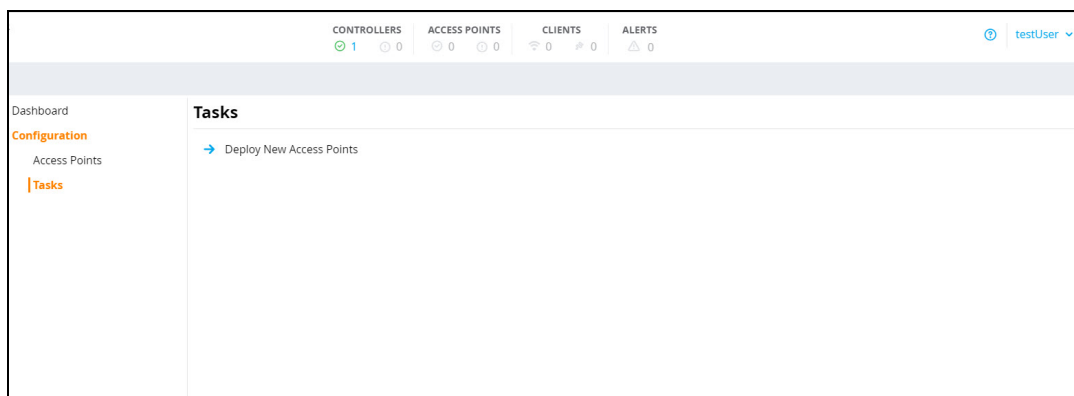 CONTROLLERS ACCESS POINTS CLIENTS ALERTS
1 0 0 0 0 0 0
testUser
Dashboard
Configuration
Access Points
Tasks
Tasks
Deploy New Access Points